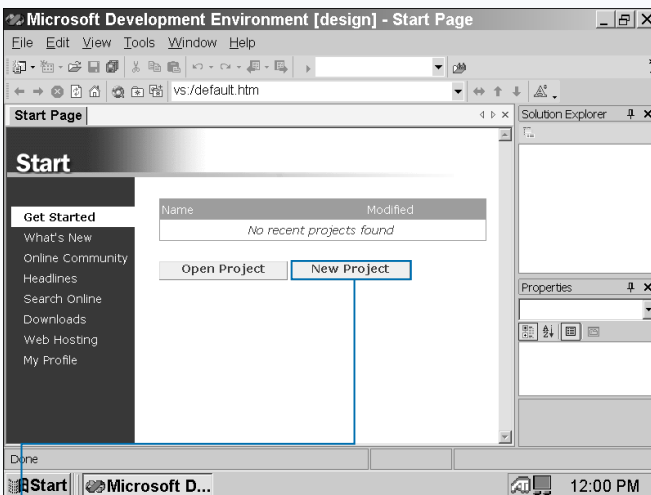 Microsoft Development Environment [design] - Start Page
File Edit View Tools Window Help
vs:/default.htm
Start Page
Solution Explorer
Start
Get Started
What's New
Online Community
Headlines
Search Online
Downloads
Web Hosting
My Profile
Name Modified
No recent projects found
Open Project New Project
Properties
Done
Start Microsoft D... 12:00 PM